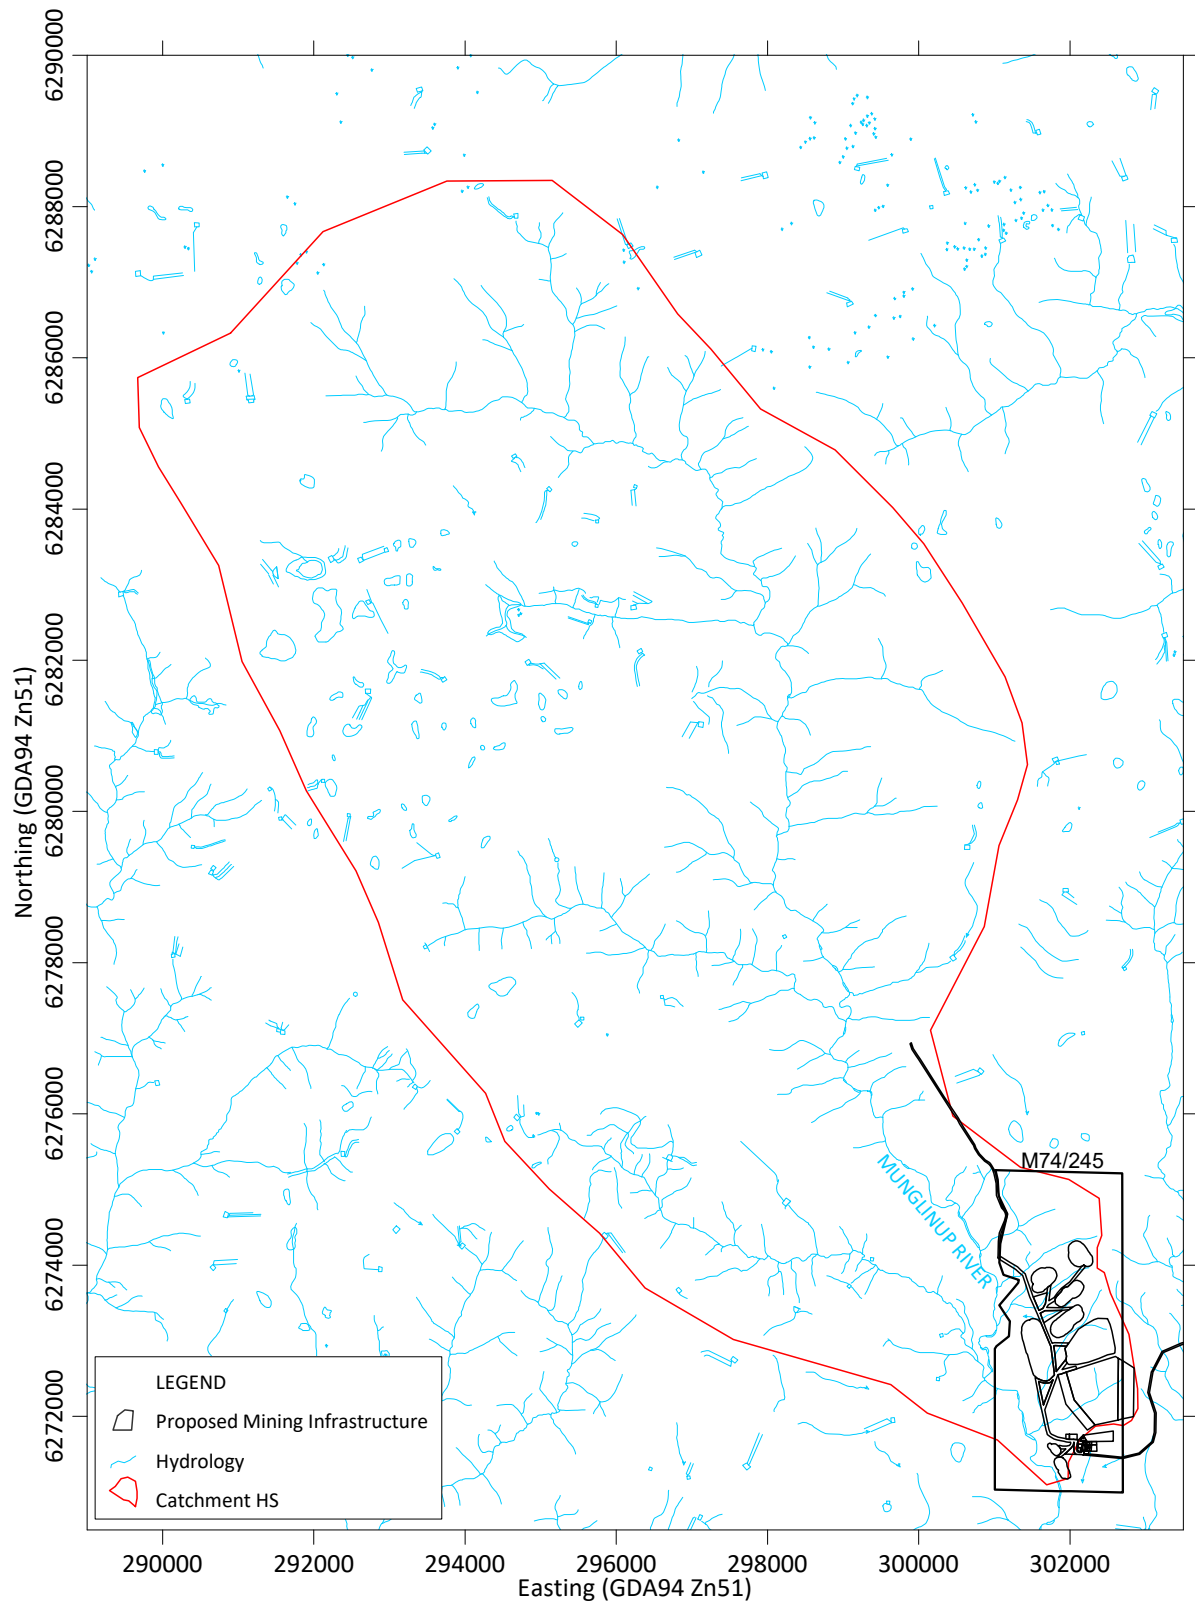 6290000
6288000
6286000
6284000
6282000
6280000
6278000
6276000
6274000
6272000
Northing (GDA94 Zn51)
M74/245
MUNGLINUP RIVER
LEGEND
Proposed Mining Infrastructure
Hydrology
Catchment HS
290000 292000 294000 296000 298000 300000 302000
Easting (GDA94 Zn51)